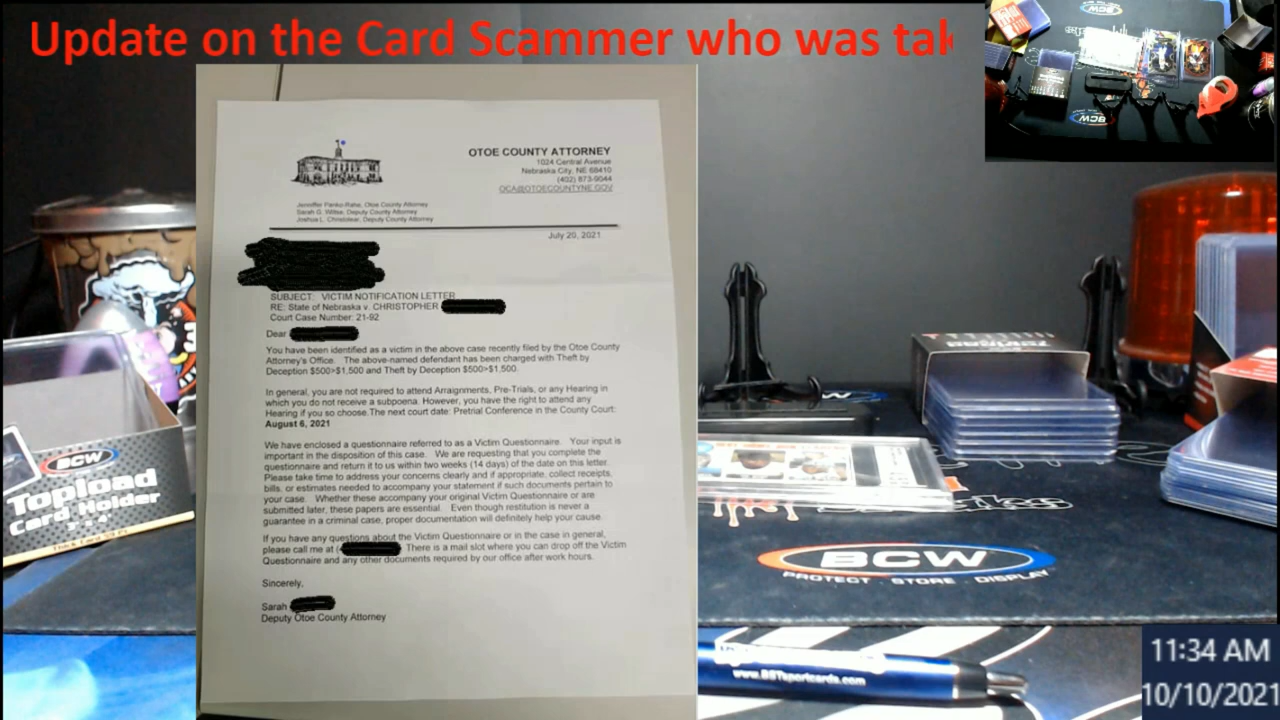 Update on the Card Scammer who was tak
OTOE COUNTY ATTORNEY
1024 Central Avenue
Nebraska City, NE 68410
(402) 873-9044
OCA@OTOECOUNTYNE.GOV
Jennifer Panko-Rahe, Otoe County Attorney
Sarah G. Wiltse, Deputy County Attorney
Joshua L. Christolear, Deputy County Attorney
July 20, 2021
SUBJECT: VICTIM NOTIFICATION LETTER
RE: State of Nebraska v. CHRISTOPHER
Court Case Number: 21-92
Dear
You have been identified as a victim in the above case recently filed by the Otoe County
Attorney's Office. The above-named defendant has been charged with Theft by
Deception $500>$1,500 and Theft by Deception $500>$1,500.
In general, you are not required to attend Arraignments, Pre-Trials, or any Hearing in
which you do not receive a subpoena. However, you have the right to attend any
Hearing if you so choose.The next court date: Pretrial Conference in the County Court:
August 6, 2021
We have enclosed a questionnaire referred to as a Victim Questionnaire. Your input is
important in the disposition of this case. We are requesting that you complete the
questionnaire and return it to us within two weeks (14 days) of the date on this letter.
Please take time to address your concerns clearly and if appropriate, collect receipts,
bills, or estimates needed to accompany your statement if such documents pertain to
your case. Whether these accompany your original Victim Questionnaire or are
submitted later, these papers are essential. Even though restitution is never a
guarantee in a criminal case, proper documentation will definitely help your cause.
If you have any questions about the Victim Questionnaire or in the case in general,
please call me at ( There is a mail slot where you can drop off the Victim
Questionnaire and any other documents required by our office after work hours.
Sincerely,
Sarah
Deputy Otoe County Attorney
BCW
Topload
Card Holder
3 x 4
BCW
PROTECT · STORE · DISPLAY
www.BSTsportcards.com
BCW
11:34 AM
10/10/2021